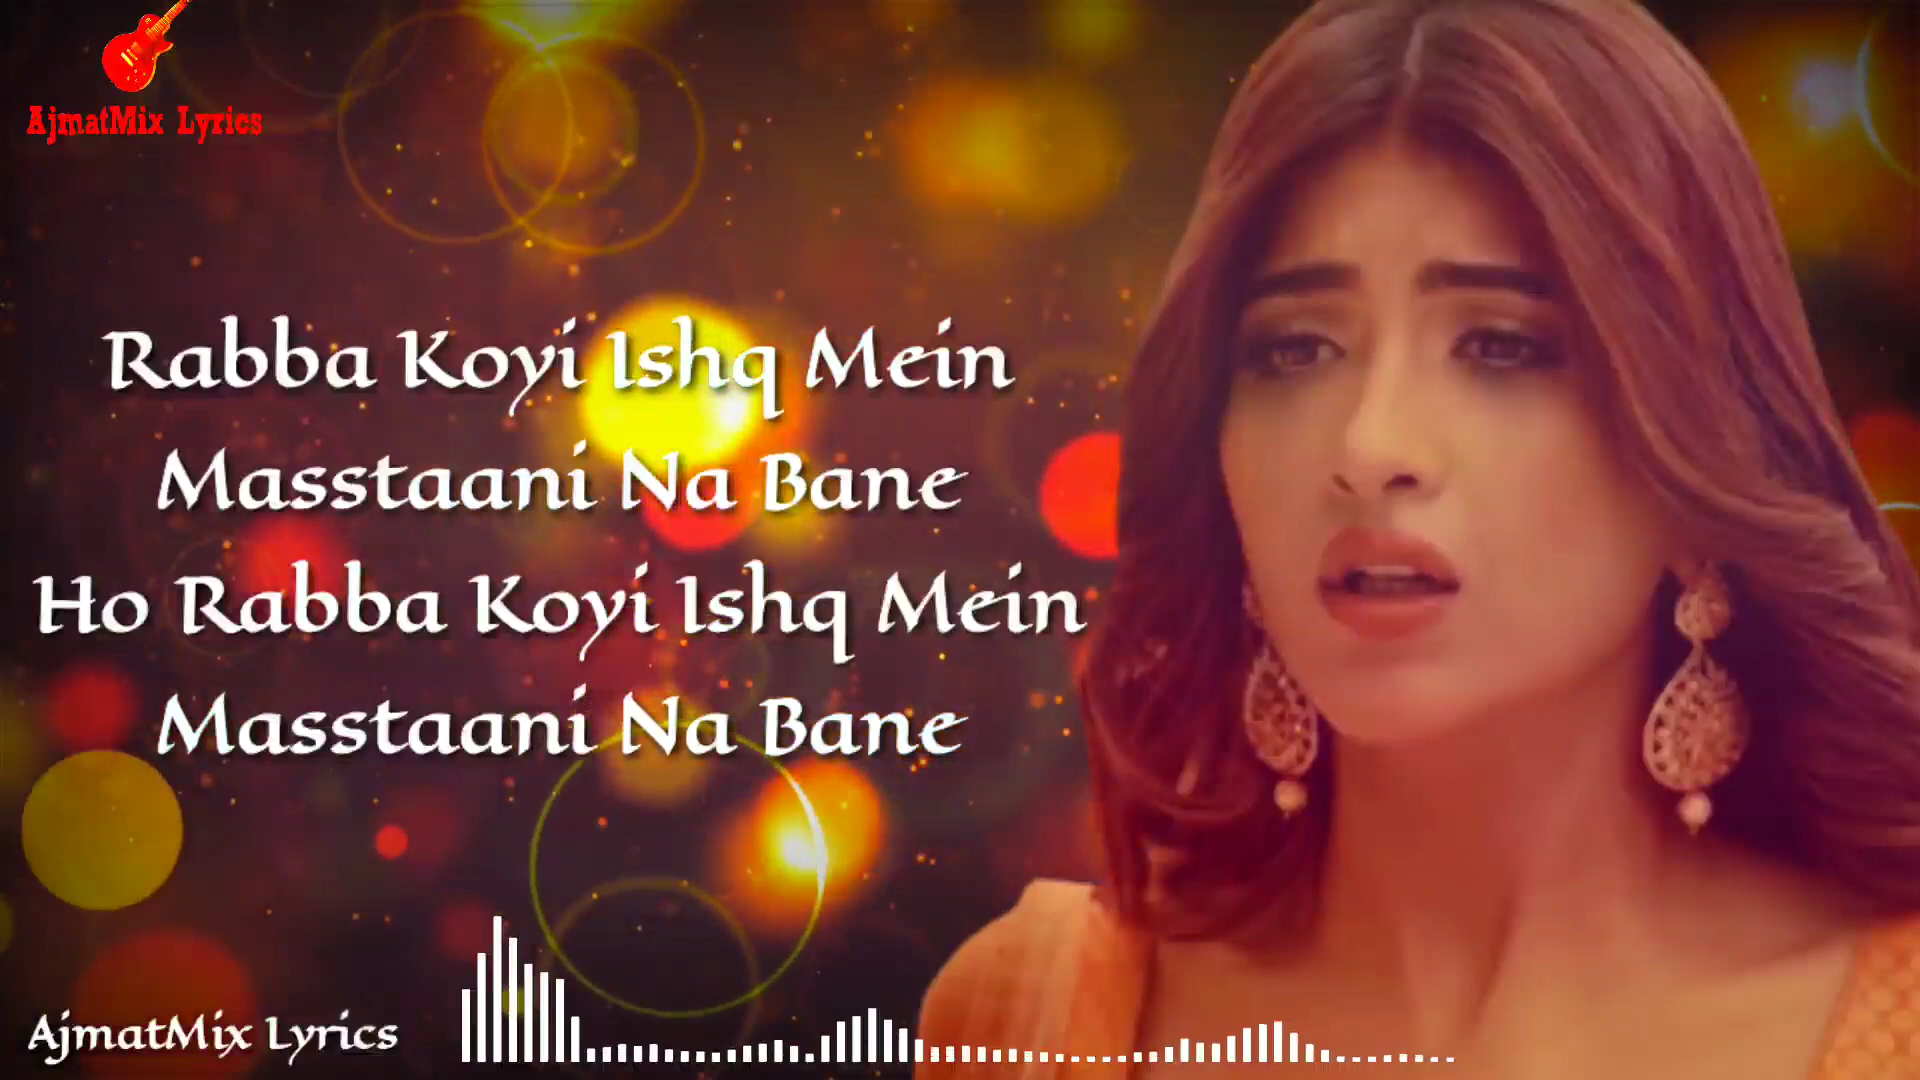 AjmatMix Lyrics
Rabba Koyi Ishq Mein
Masstaani Na Bane
Ho Rabba Koyi Ishq Mein
Masstaani Na Bane
AjmatMix Lyrics